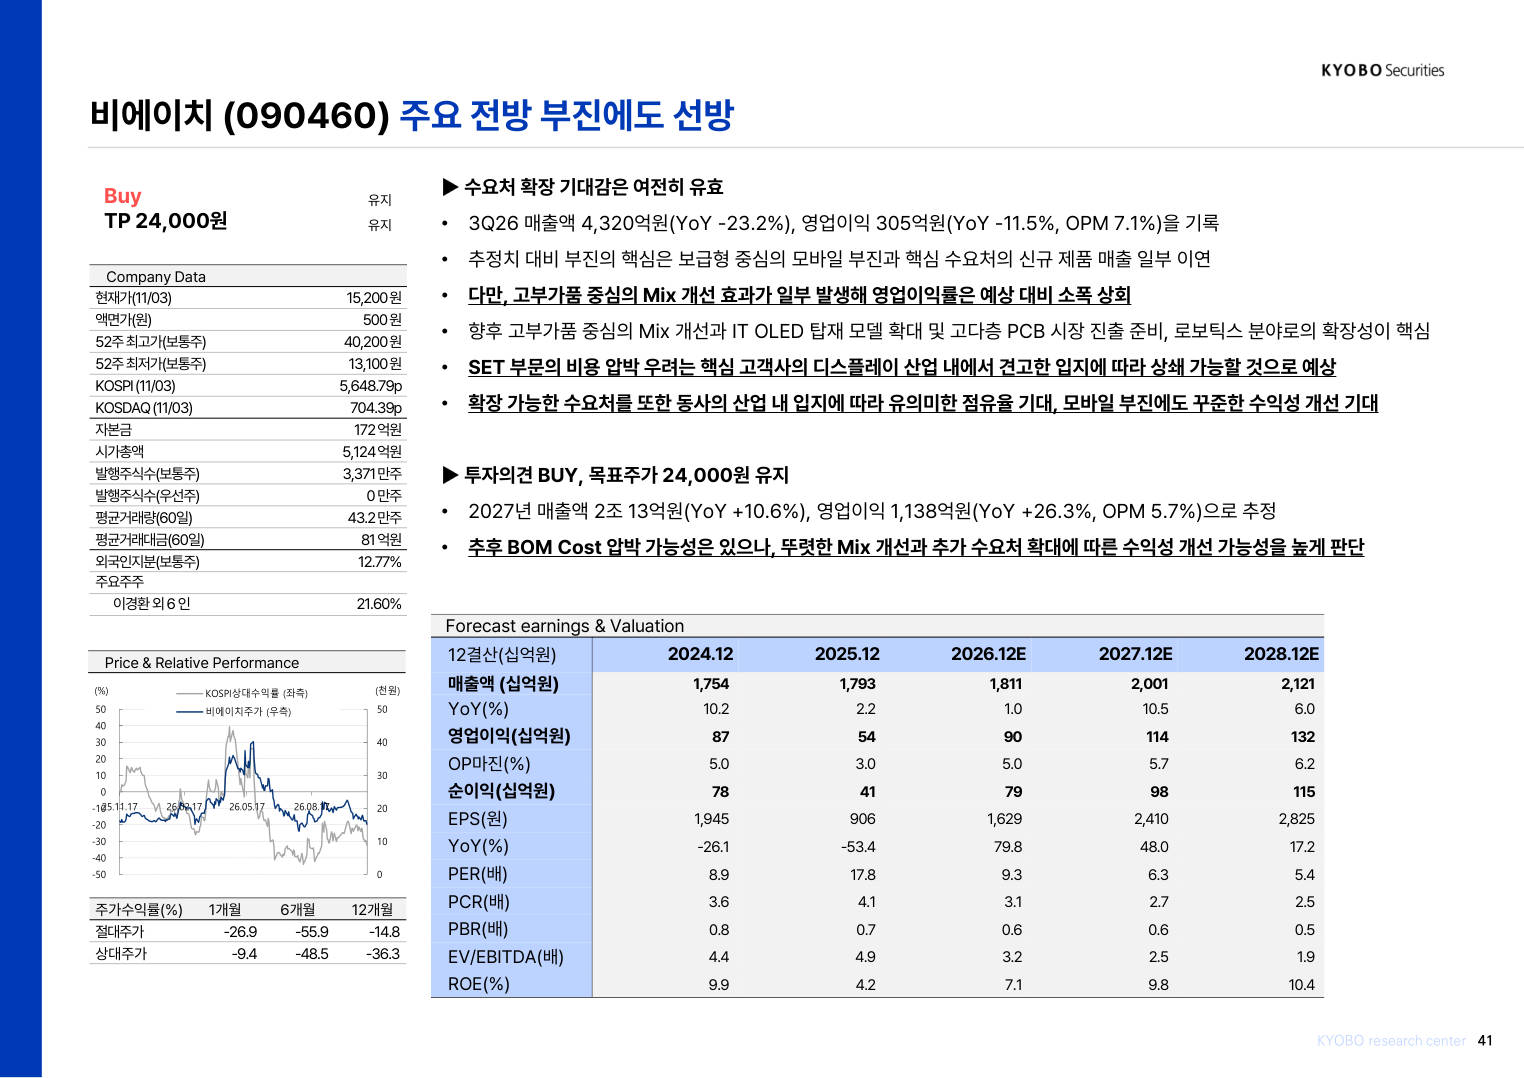 KYOBO Securities
비에이치 (090460) 주요 전방 부진에도 선방
Buy 유지
TP 24,000원 유지
Company Data
현재가(11/03) 15,200원
액면가(원) 500원
52주 최고가(보통주) 40,200원
52주 최저가(보통주) 13,100원
KOSPI (11/03) 5,648.79p
KOSDAQ (11/03) 704.39p
자본금 172억원
시가총액 5,124억원
발행주식수(보통주) 3,371만주
발행주식수(우선주) 0만주
평균거래량(60일) 43.2만주
평균거래대금(60일) 81억원
외국인지분(보통주) 12.77%
주요주주
이경환 외 6 인 21.60%
Price & Relative Performance
(%) KOSPI상대수익률 (좌측) (천원)
비에이치주가 (우측)
50 50
40
30 40
20
10 30
0
-10 20
-20
-30 10
-40
-50 0
25.11.17 26.02.17 26.05.17 26.08.17
주가수익률(%) 1개월 6개월 12개월
절대주가 -26.9 -55.9 -14.8
상대주가 -9.4 -48.5 -36.3
▶ 수요처 확장 기대감은 여전히 유효
• 3Q26 매출액 4,320억원(YoY -23.2%), 영업이익 305억원(YoY -11.5%, OPM 7.1%)을 기록
• 추정치 대비 부진의 핵심은 보급형 중심의 모바일 부진과 핵심 수요처의 신규 제품 매출 일부 이연
• 다만, 고부가품 중심의 Mix 개선 효과가 일부 발생해 영업이익률은 예상 대비 소폭 상회
• 향후 고부가품 중심의 Mix 개선과 IT OLED 탑재 모델 확대 및 고다층 PCB 시장 진출 준비, 로보틱스 분야로의 확장성이 핵심
• SET 부문의 비용 압박 우려는 핵심 고객사의 디스플레이 산업 내에서 견고한 입지에 따라 상쇄 가능할 것으로 예상
• 확장 가능한 수요처를 또한 동사의 산업 내 입지에 따라 유의미한 점유율 기대, 모바일 부진에도 꾸준한 수익성 개선 기대
▶ 투자의견 BUY, 목표주가 24,000원 유지
• 2027년 매출액 2조 13억원(YoY +10.6%), 영업이익 1,138억원(YoY +26.3%, OPM 5.7%)으로 추정
• 추후 BOM Cost 압박 가능성은 있으나, 뚜렷한 Mix 개선과 추가 수요처 확대에 따른 수익성 개선 가능성을 높게 판단
Forecast earnings & Valuation
12결산(십억원) 2024.12 2025.12 2026.12E 2027.12E 2028.12E
매출액 (십억원) 1,754 1,793 1,811 2,001 2,121
YoY(%) 10.2 2.2 1.0 10.5 6.0
영업이익(십억원) 87 54 90 114 132
OP마진(%) 5.0 3.0 5.0 5.7 6.2
순이익(십억원) 78 41 79 98 115
EPS(원) 1,945 906 1,629 2,410 2,825
YoY(%) -26.1 -53.4 79.8 48.0 17.2
PER(배) 8.9 17.8 9.3 6.3 5.4
PCR(배) 3.6 4.1 3.1 2.7 2.5
PBR(배) 0.8 0.7 0.6 0.6 0.5
EV/EBITDA(배) 4.4 4.9 3.2 2.5 1.9
ROE(%) 9.9 4.2 7.1 9.8 10.4
KYOBO research center 41